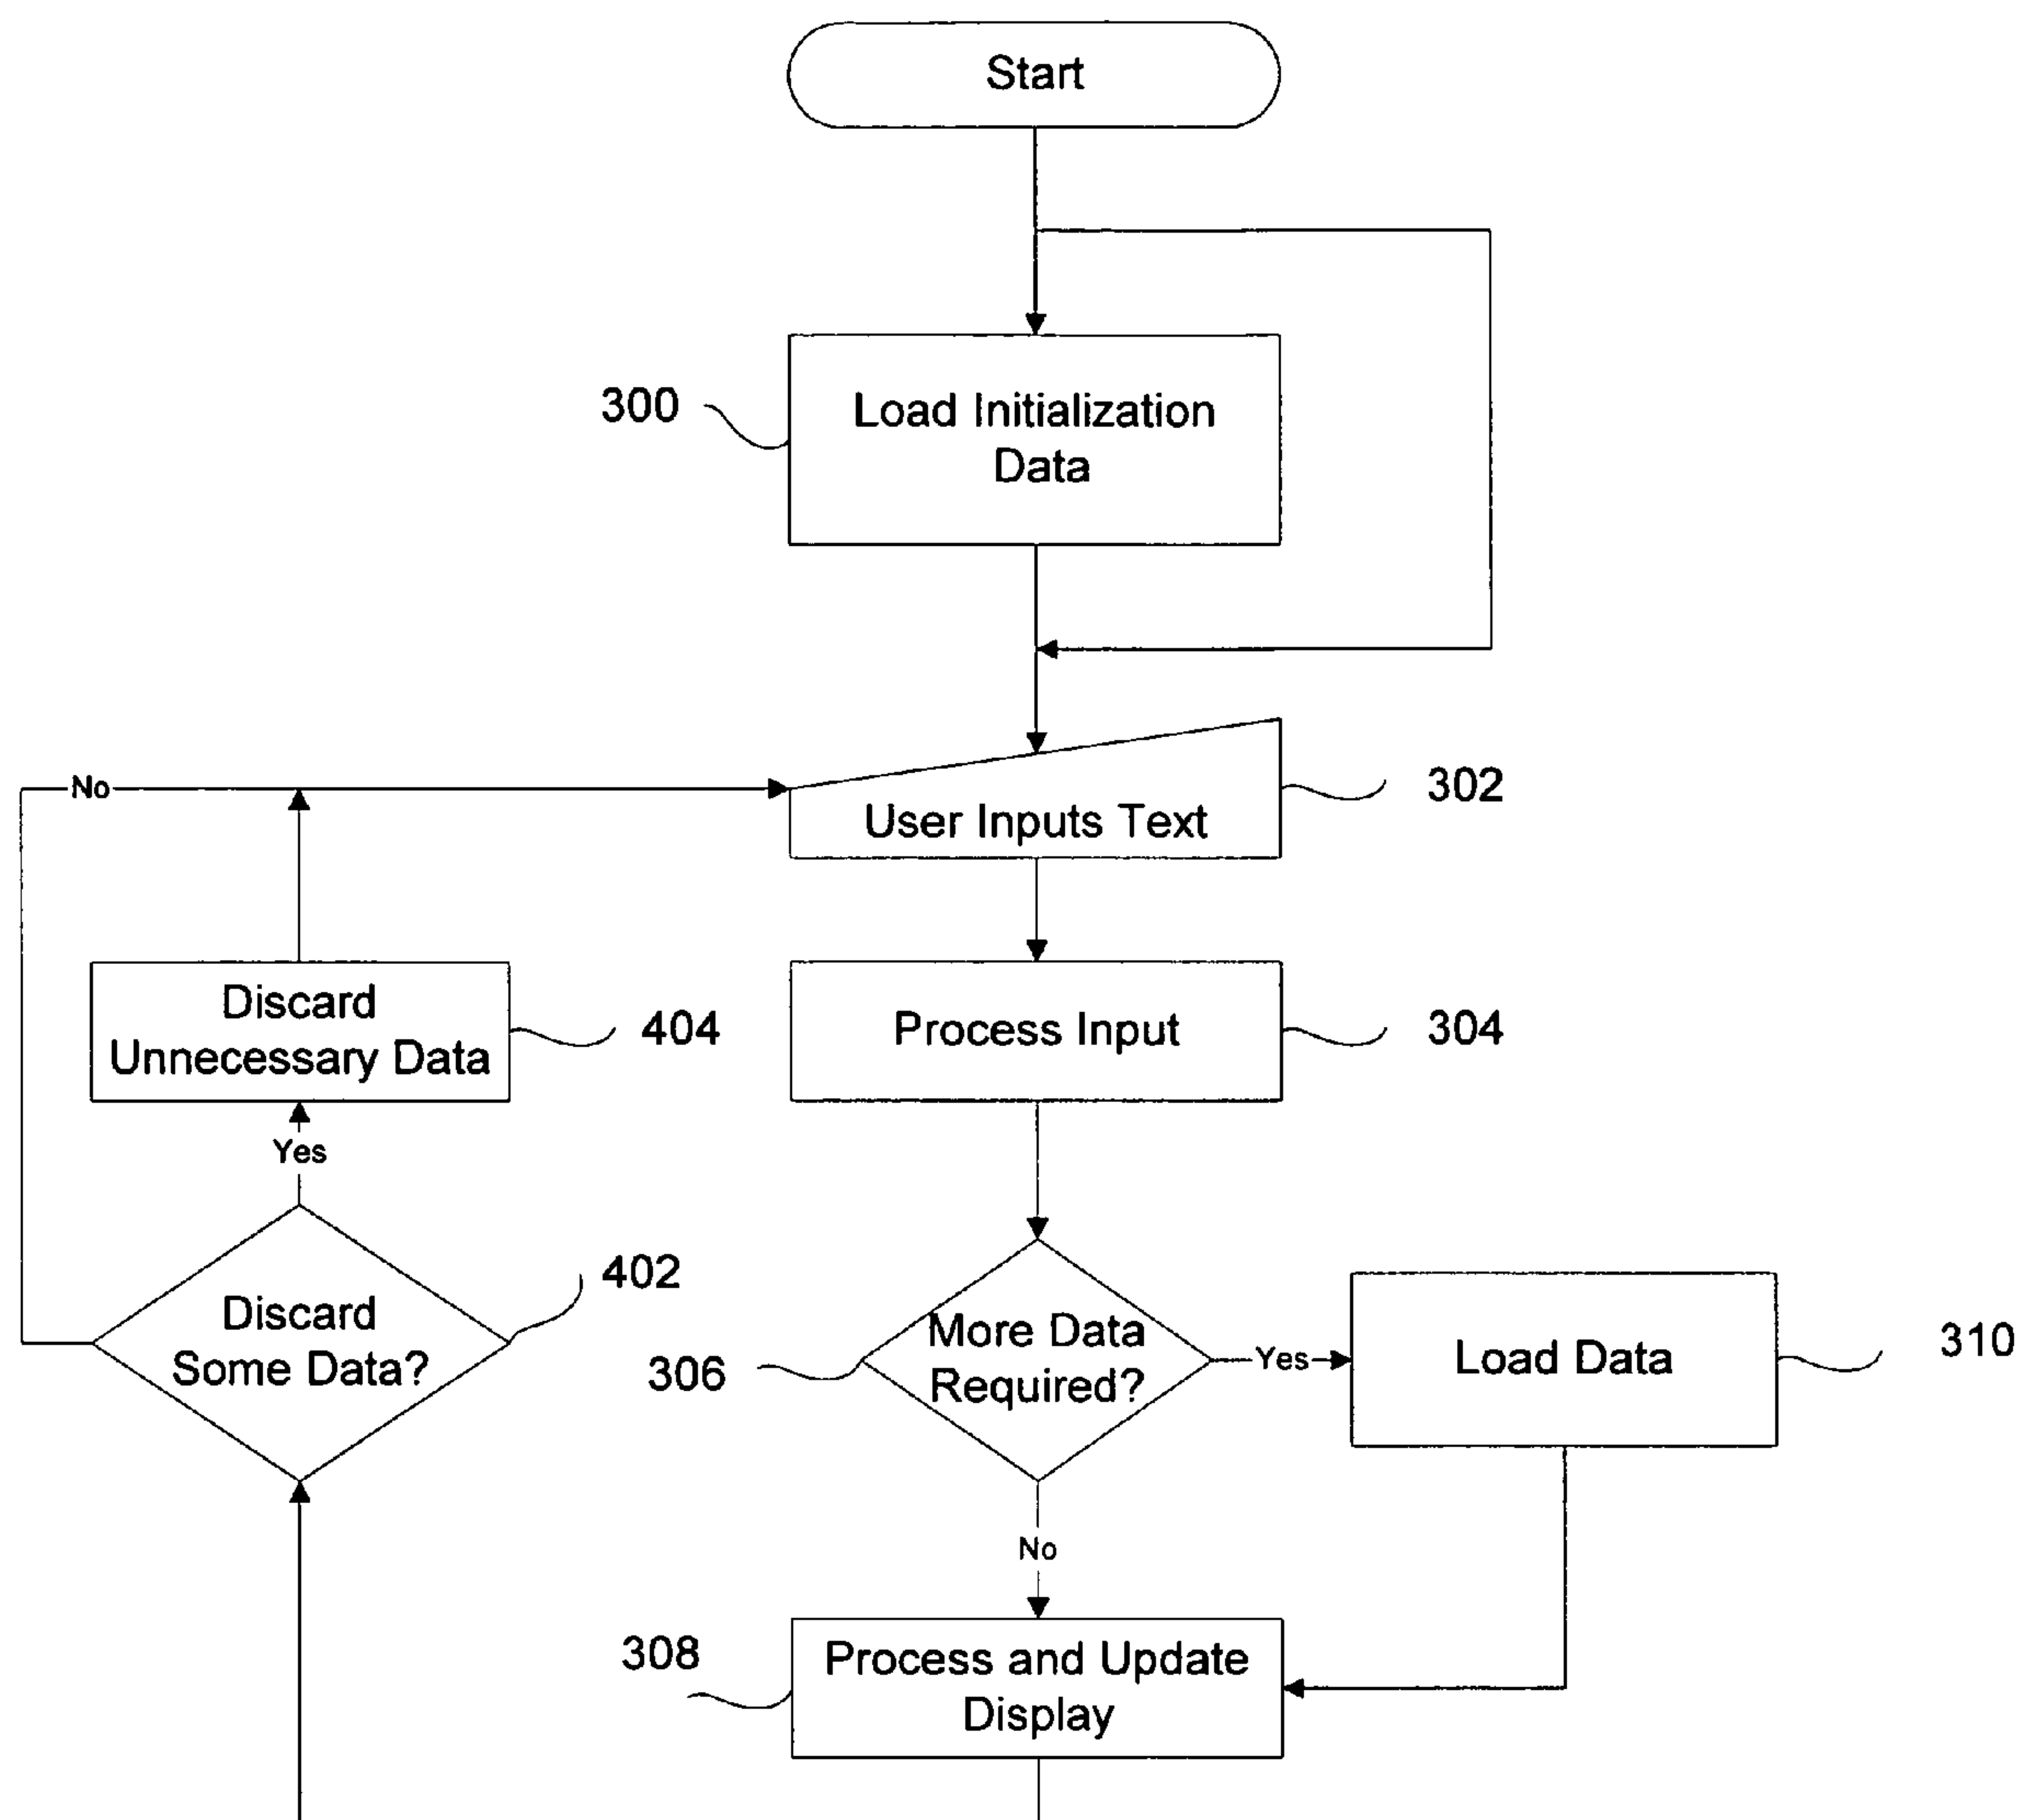 Start
300
Load Initialization
Data
No
User Inputs Text
302
Discard
Unnecessary Data
404
Process Input
304
Yes
402
Discard
Some Data?
306
More Data
Required?
Yes
Load Data
310
No
308
Process and Update
Display